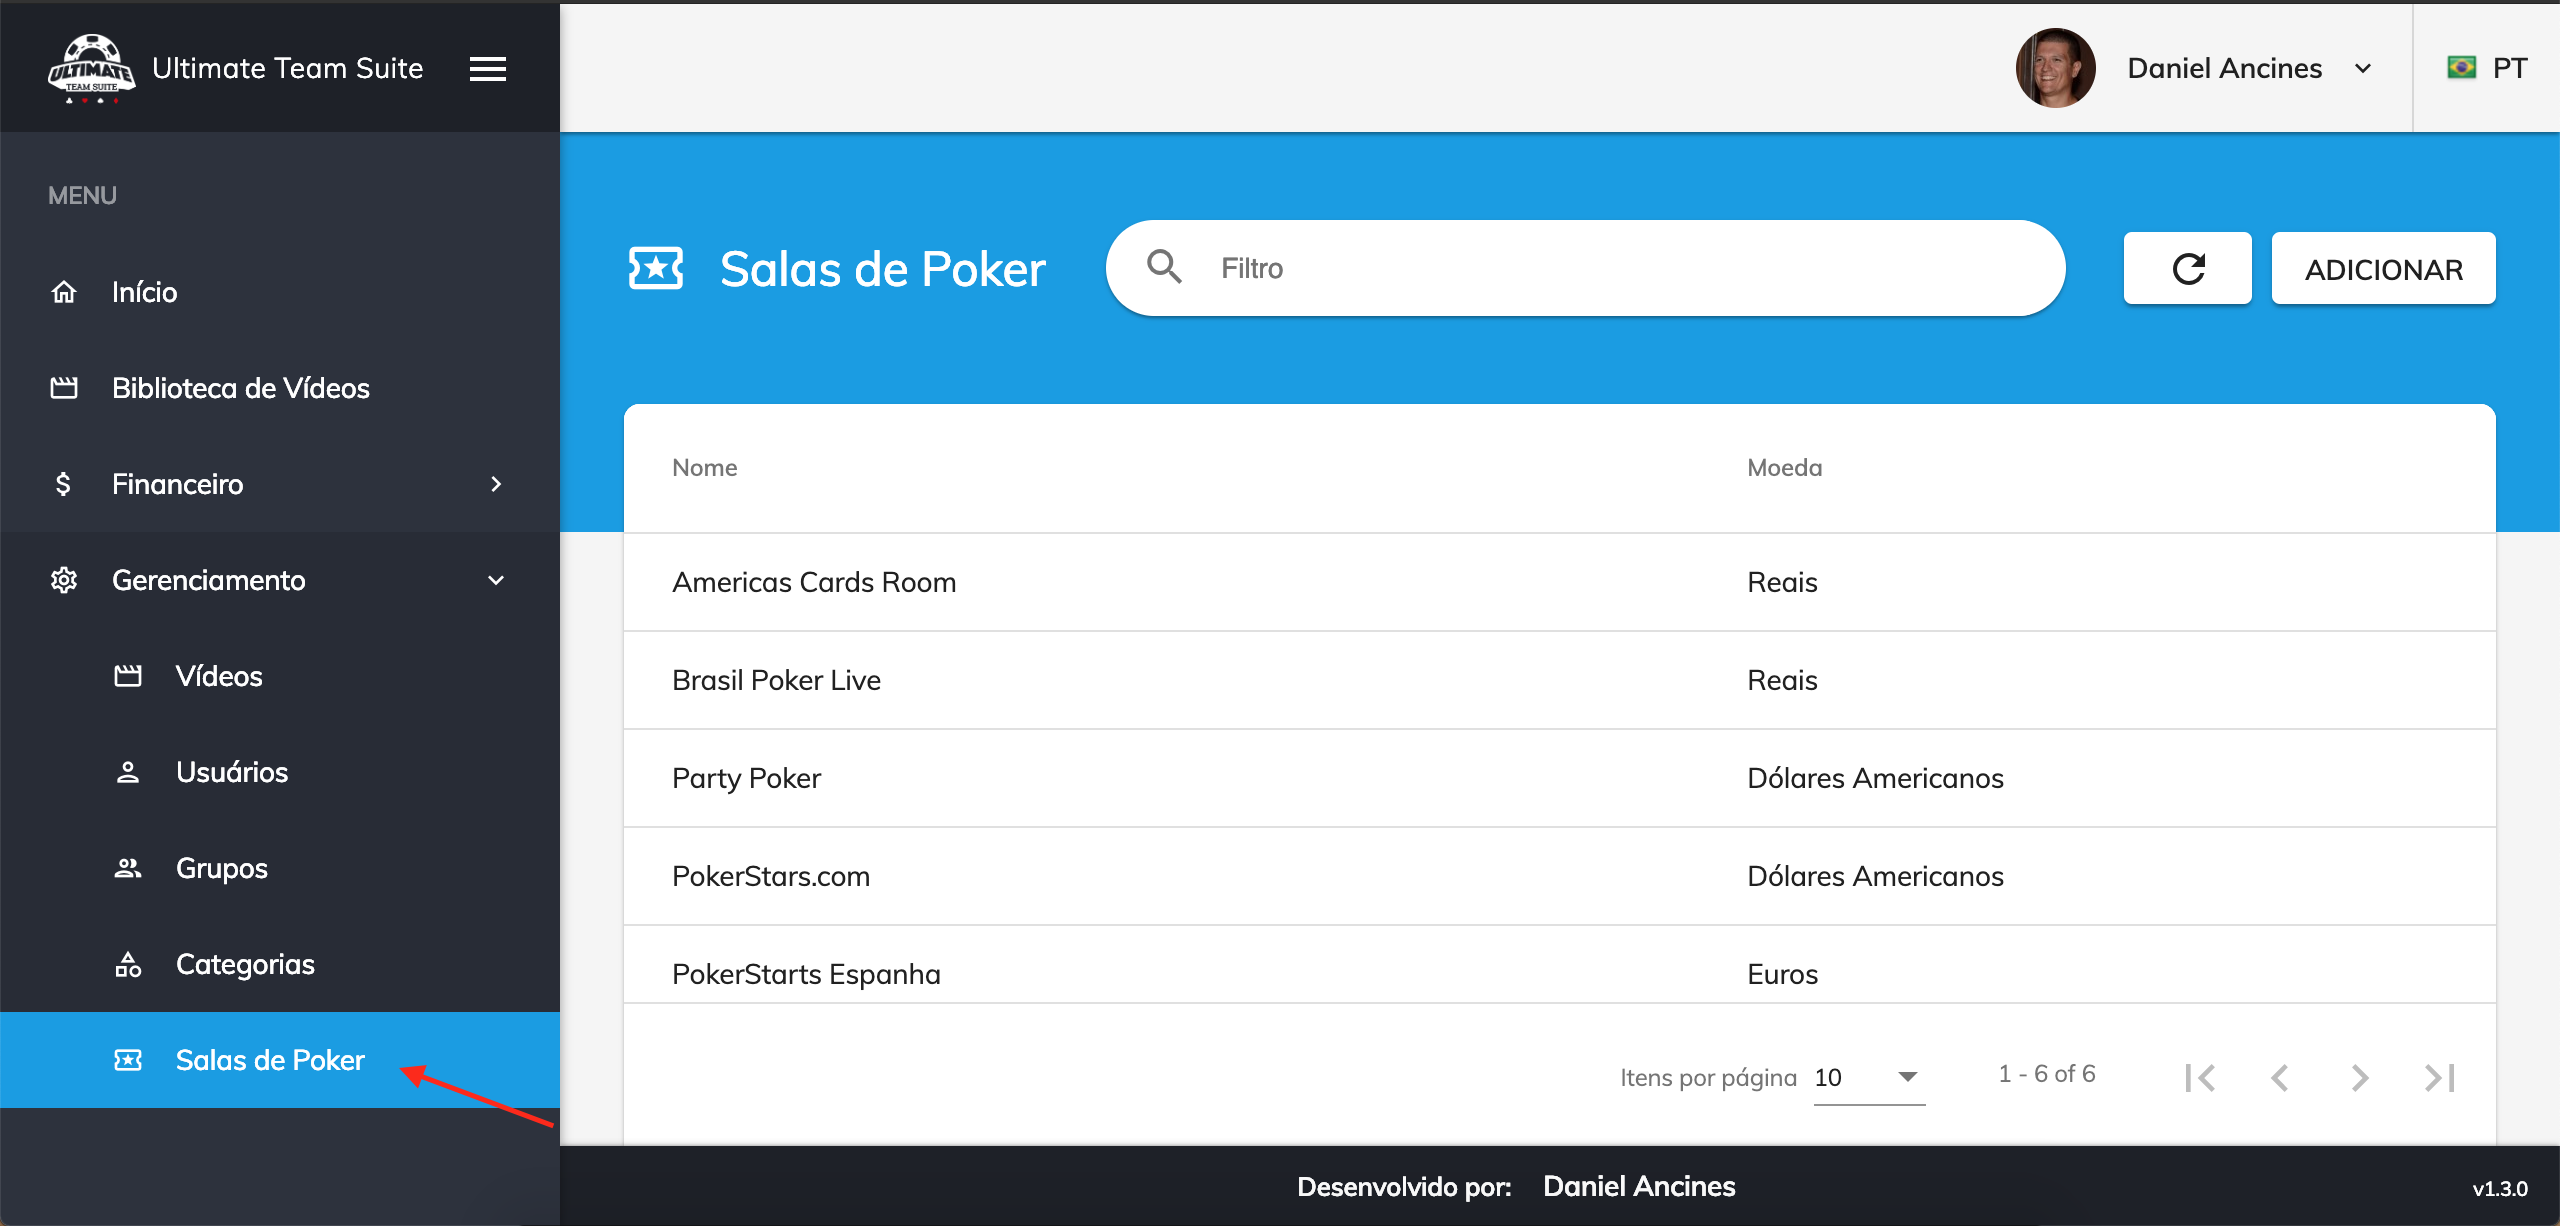 ULTIMATE
TEAM SUITE
Ultimate Team Suite
Daniel Ancines
PT
MENU
Início
Biblioteca de Vídeos
Financeiro
Gerenciamento
Vídeos
Usuários
Grupos
Categorias
Salas de Poker
Salas de Poker
Filtro
ADICIONAR
Nome Moeda
Americas Cards Room Reais
Brasil Poker Live Reais
Party Poker Dólares Americanos
PokerStars.com Dólares Americanos
PokerStarts Espanha Euros
Itens por página 10 1 - 6 of 6
Desenvolvido por: Daniel Ancines
v1.3.0